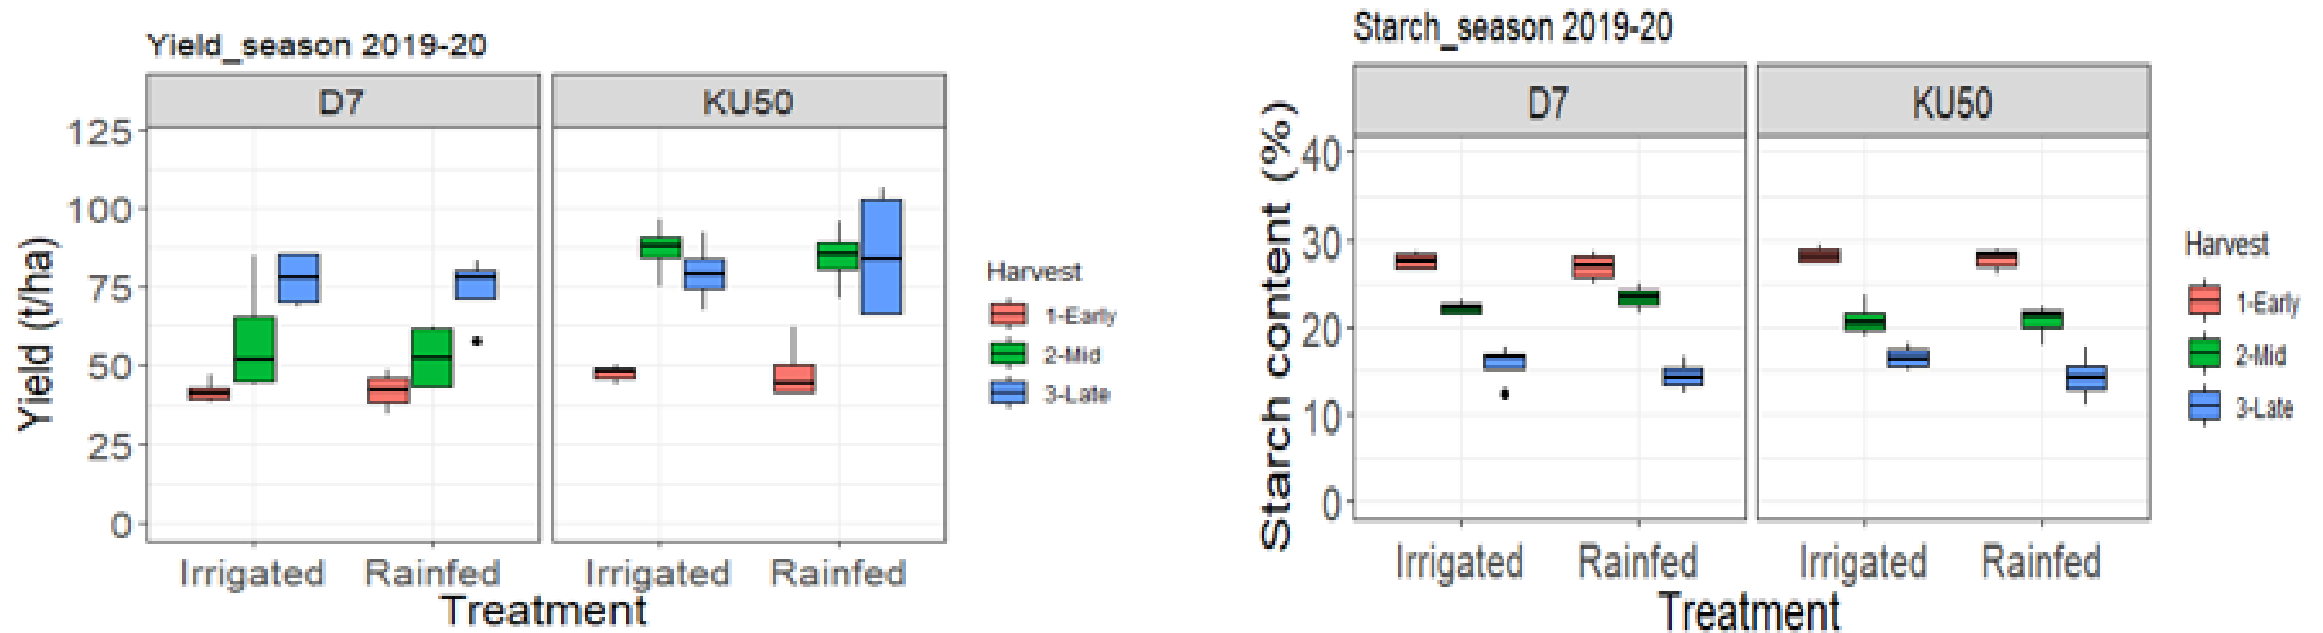 Yield_season 2019-20
D7
KU50
Yield (t/ha)
125
100
75
50
25
0
Irrigated
Rainfed
Irrigated
Rainfed
Treatment
Harvest
1-Early
2-Mid
3-Late
Starch_season 2019-20
D7
KU50
Starch content (%)
40
30
20
10
0
Irrigated
Rainfed
Irrigated
Rainfed
Treatment
Harvest
1-Early
2-Mid
3-Late